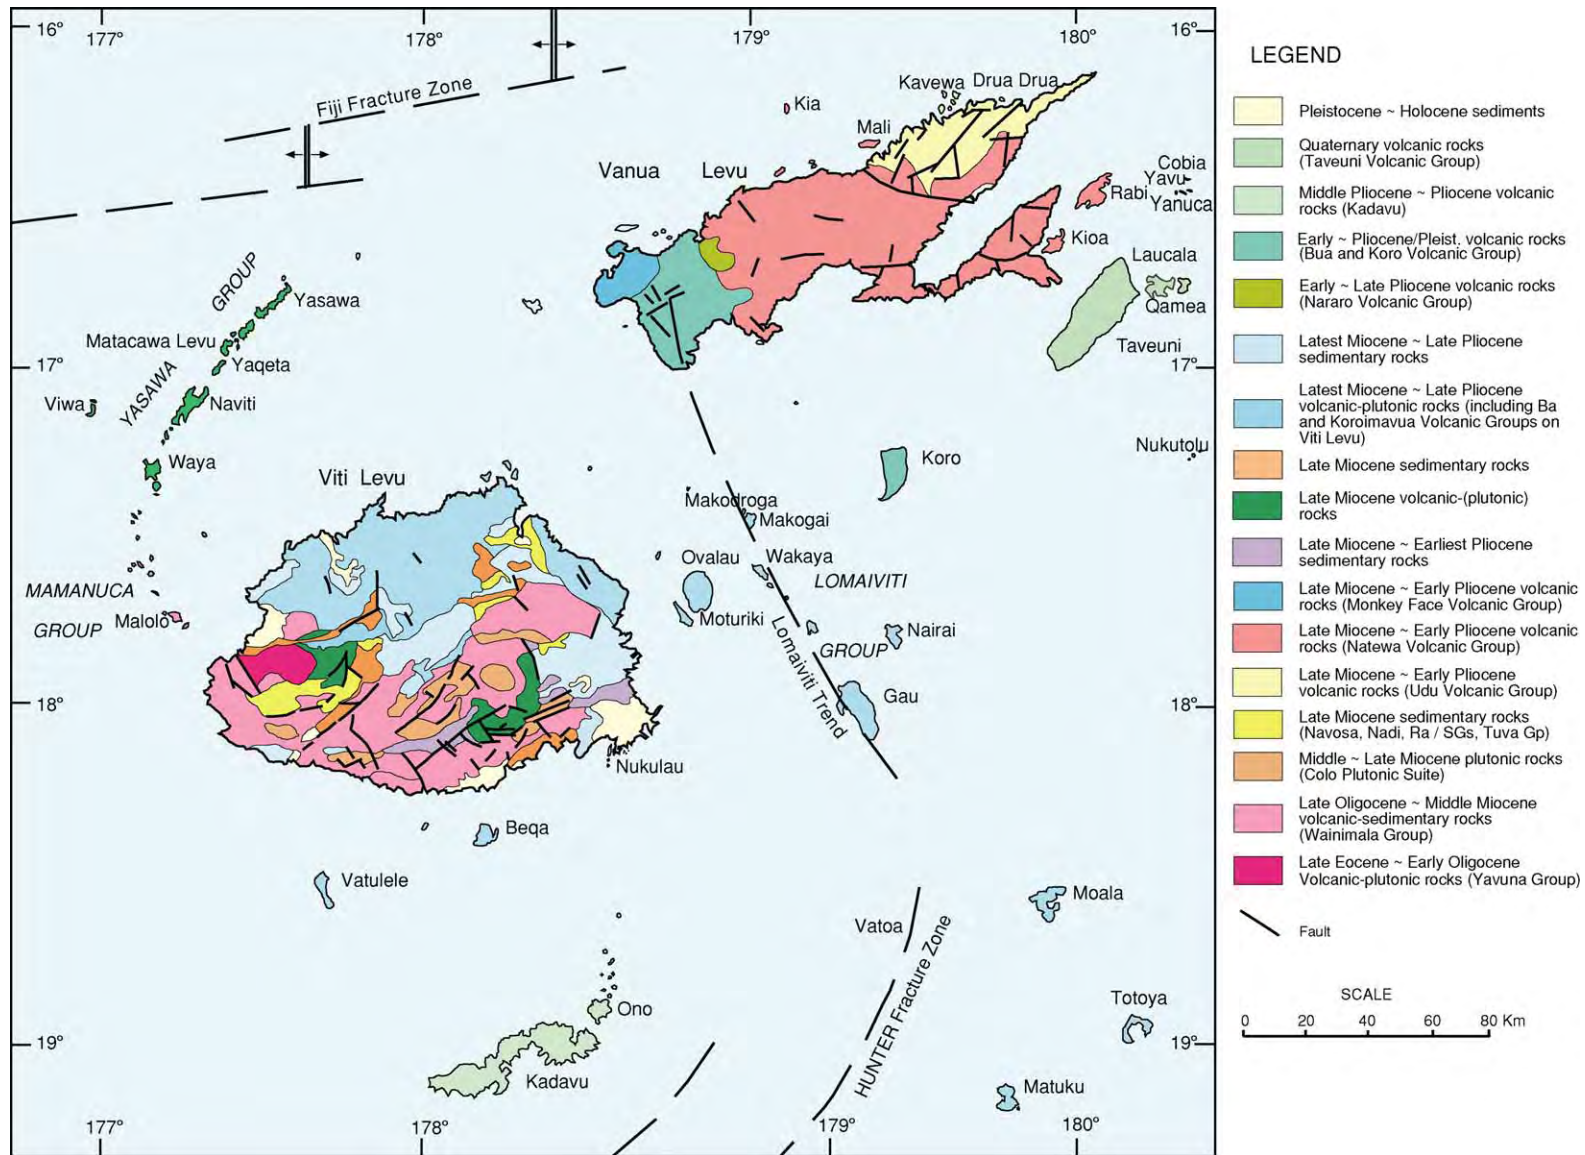 16°
177°
178°
179°
180°
16°
Fiji Fracture Zone
Kia
Kavewa
Drua Drua
Mali
Vanua Levu
Cobia
Yavu
Rabi
Yanuca
Kioa
Laucala
Qamea
Taveuni
GROUP
Yasawa
Matacawa Levu
17°
Yaqeta
YASAWA
17°
Viwa
Naviti
Waya
Koro
Nukutolu
Viti Levu
Makodroga
Makogai
Ovalau
Wakaya
LOMAIVITI
MAMANUCA
Malolo
GROUP
Moturiki
Nairai
GROUP
Lomaiviti Trend
Gau
18°
18°
Nukulau
Beqa
Vatulele
Moala
Vatoa
HUNTER Fracture Zone
Ono
Totoya
19°
19°
Kadavu
Matuku
177°
178°
179°
180°
LEGEND
Pleistocene ~ Holocene sediments
Quaternary volcanic rocks
(Taveuni Volcanic Group)
Middle Pliocene ~ Pliocene volcanic
rocks (Kadavu)
Early ~ Pliocene/Pleist. volcanic rocks
(Bua and Koro Volcanic Group)
Early ~ Late Pliocene volcanic rocks
(Nararo Volcanic Group)
Latest Miocene ~ Late Pliocene
sedimentary rocks
Latest Miocene ~ Late Pliocene
volcanic-plutonic rocks (including Ba
and Koroimavua Volcanic Groups on
Viti Levu)
Late Miocene sedimentary rocks
Late Miocene volcanic-(plutonic)
rocks
Late Miocene ~ Earliest Pliocene
sedimentary rocks
Late Miocene ~ Early Pliocene volcanic
rocks (Monkey Face Volcanic Group)
Late Miocene ~ Early Pliocene volcanic
rocks (Natewa Volcanic Group)
Late Miocene ~ Early Pliocene
volcanic rocks (Udu Volcanic Group)
Late Miocene sedimentary rocks
(Navosa, Nadi, Ra / SGs, Tuva Gp)
Middle ~ Late Miocene plutonic rocks
(Colo Plutonic Suite)
Late Oligocene ~ Middle Miocene
volcanic-sedimentary rocks
(Wainimala Group)
Late Eocene ~ Early Oligocene
Volcanic-plutonic rocks (Yavuna Group)
Fault
SCALE
0 20 40 60 80 Km